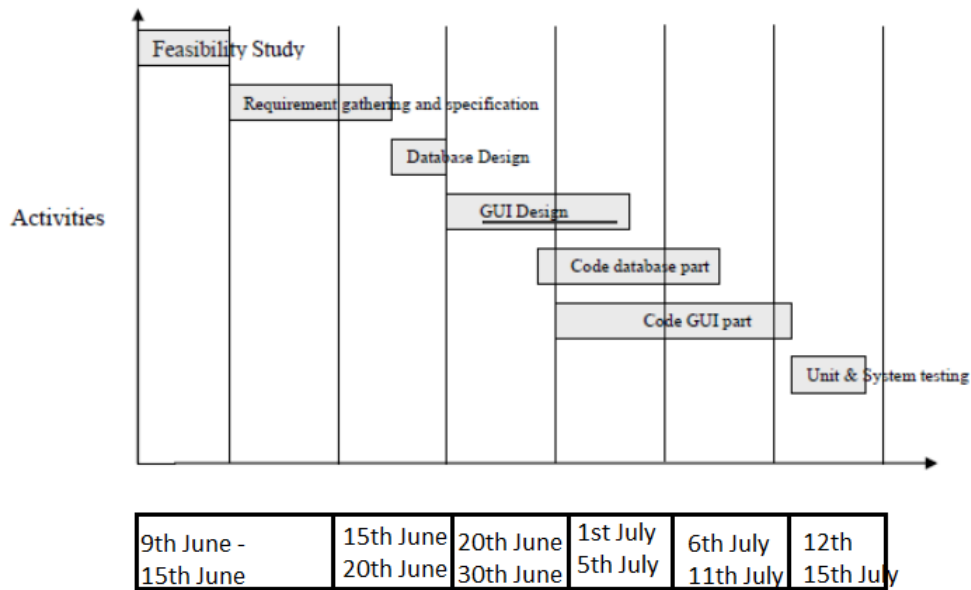 Feasibility Study
Requirement gathering and specification
Database Design
GUI Design
Activities
Code database part
Code GUI part
Unit & System testing
9th June -
15th June
15th June
20th June
20th June
30th June
1st July
5th July
6th July
11th July
12th
15th July